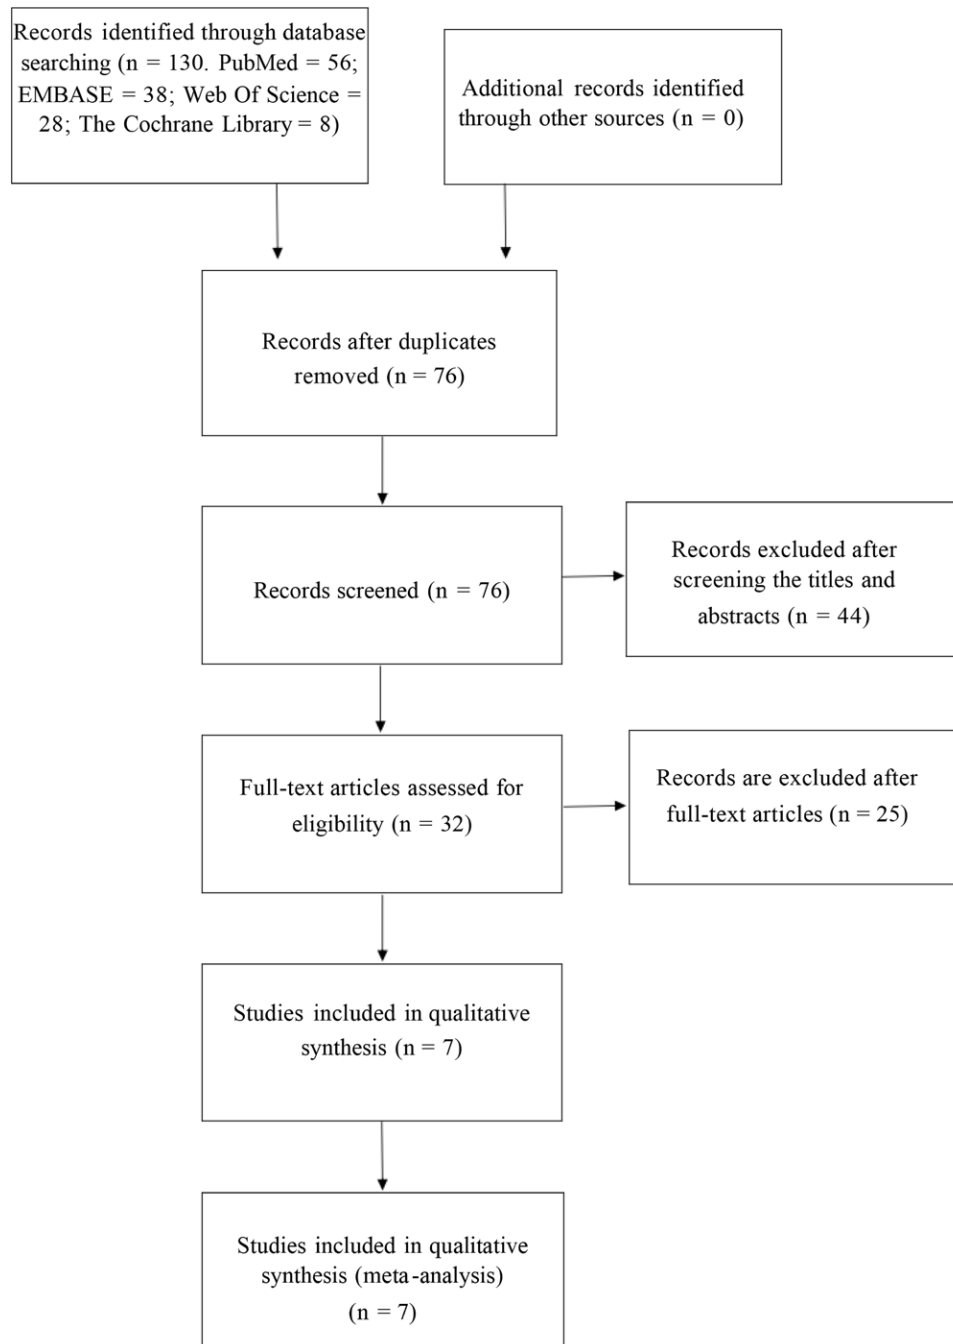 Records identified through database
searching (n = 130. PubMed = 56;
EMBASE = 38; Web Of Science =
28; The Cochrane Library = 8)
Additional records identified
through other sources (n = 0)
Records after duplicates
removed (n = 76)
Records screened (n = 76)
Records excluded after
screening the titles and
abstracts (n = 44)
Full-text articles assessed for
eligibility (n = 32)
Records are excluded after
full-text articles (n = 25)
Studies included in qualitative
synthesis (n = 7)
Studies included in qualitative
synthesis (meta-analysis)
(n = 7)